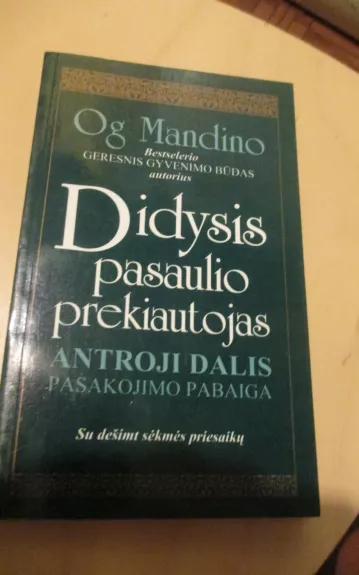 Og Mandino
Bestselerio
GERESNIS GYVENIMO BŪDAS
autorius
Didysis
pasaulio
prekiautojas
ANTROJI DALIS
PASAKOJIMO PABAIGA
Su dešimt sėkmės priesaikų